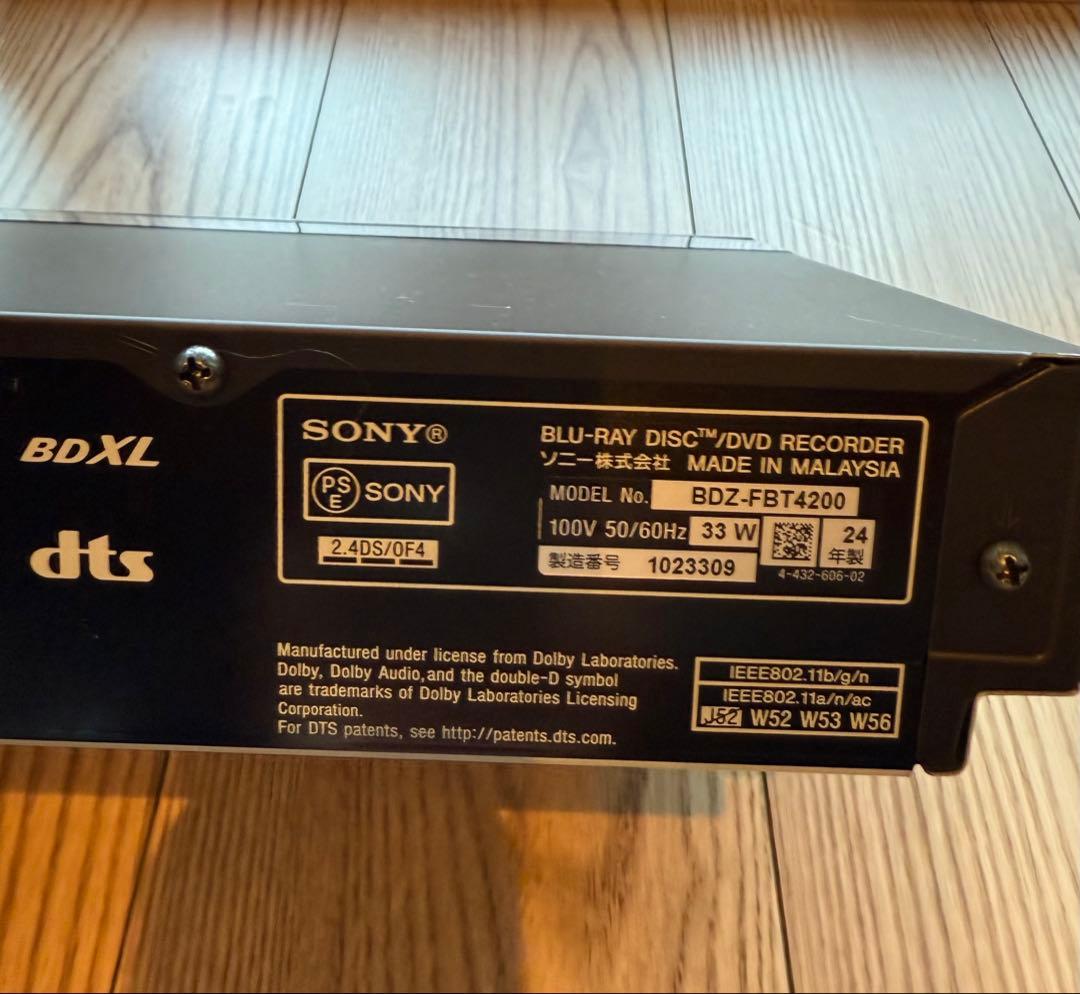 BDXL
dts
SONY®
PS
E
SONY
2.4DS/OF4
BLU-RAY DISC™/DVD RECORDER
ソニー株式会社 MADE IN MALAYSIA
MODEL No. BDZ-FBT4200
100V 50/60Hz 33 W
24
年製
製造番号 1023309
4-432-606-02
Manufactured under license from Dolby Laboratories.
Dolby, Dolby Audio,and the double-D symbol
are trademarks of Dolby Laboratories Licensing
Corporation.
For DTS patents, see http://patents.dts.com.
IEEE802.11b/g/n
IEEE802.11a/n/ac
J52 W52 W53 W56